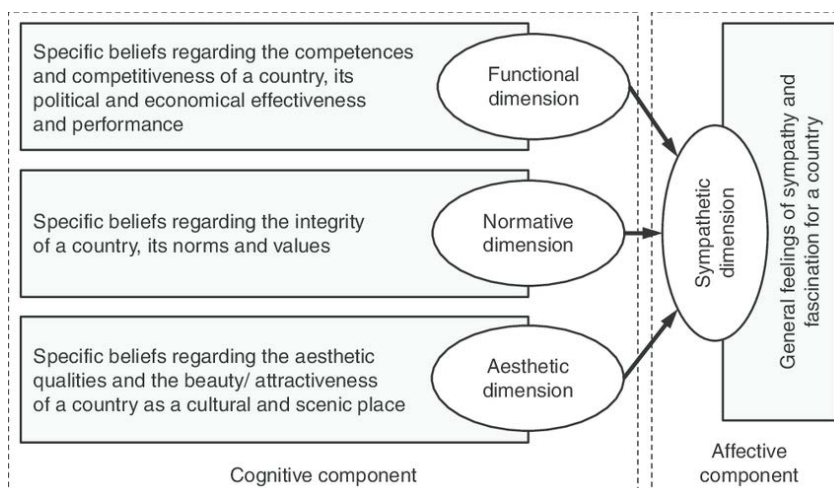 Specific beliefs regarding the competences
and competitiveness of a country, its
political and economical effectiveness
and performance
Functional
dimension
Specific beliefs regarding the integrity
of a country, its norms and values
Normative
dimension
Specific beliefs regarding the aesthetic
qualities and the beauty/ attractiveness
of a country as a cultural and scenic place
Aesthetic
dimension
Cognitive component
Sympathetic
dimension
General feelings of sympathy and
fascination for a country
Affective
component